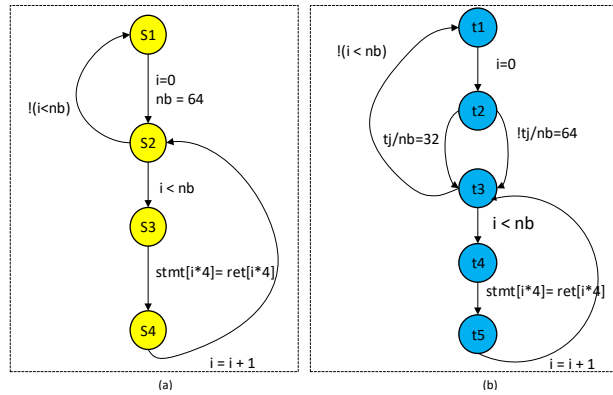 S1
i=0
nb = 64
!(i<nb)
S2
i < nb
S3
stmt[i*4]= ret[i*4]
S4
i = i + 1
(a)
t1
!(i < nb)
i=0
t2
tj/nb=32
!tj/nb=64
t3
i < nb
t4
stmt[i*4]= ret[i*4]
t5
i = i + 1
(b)